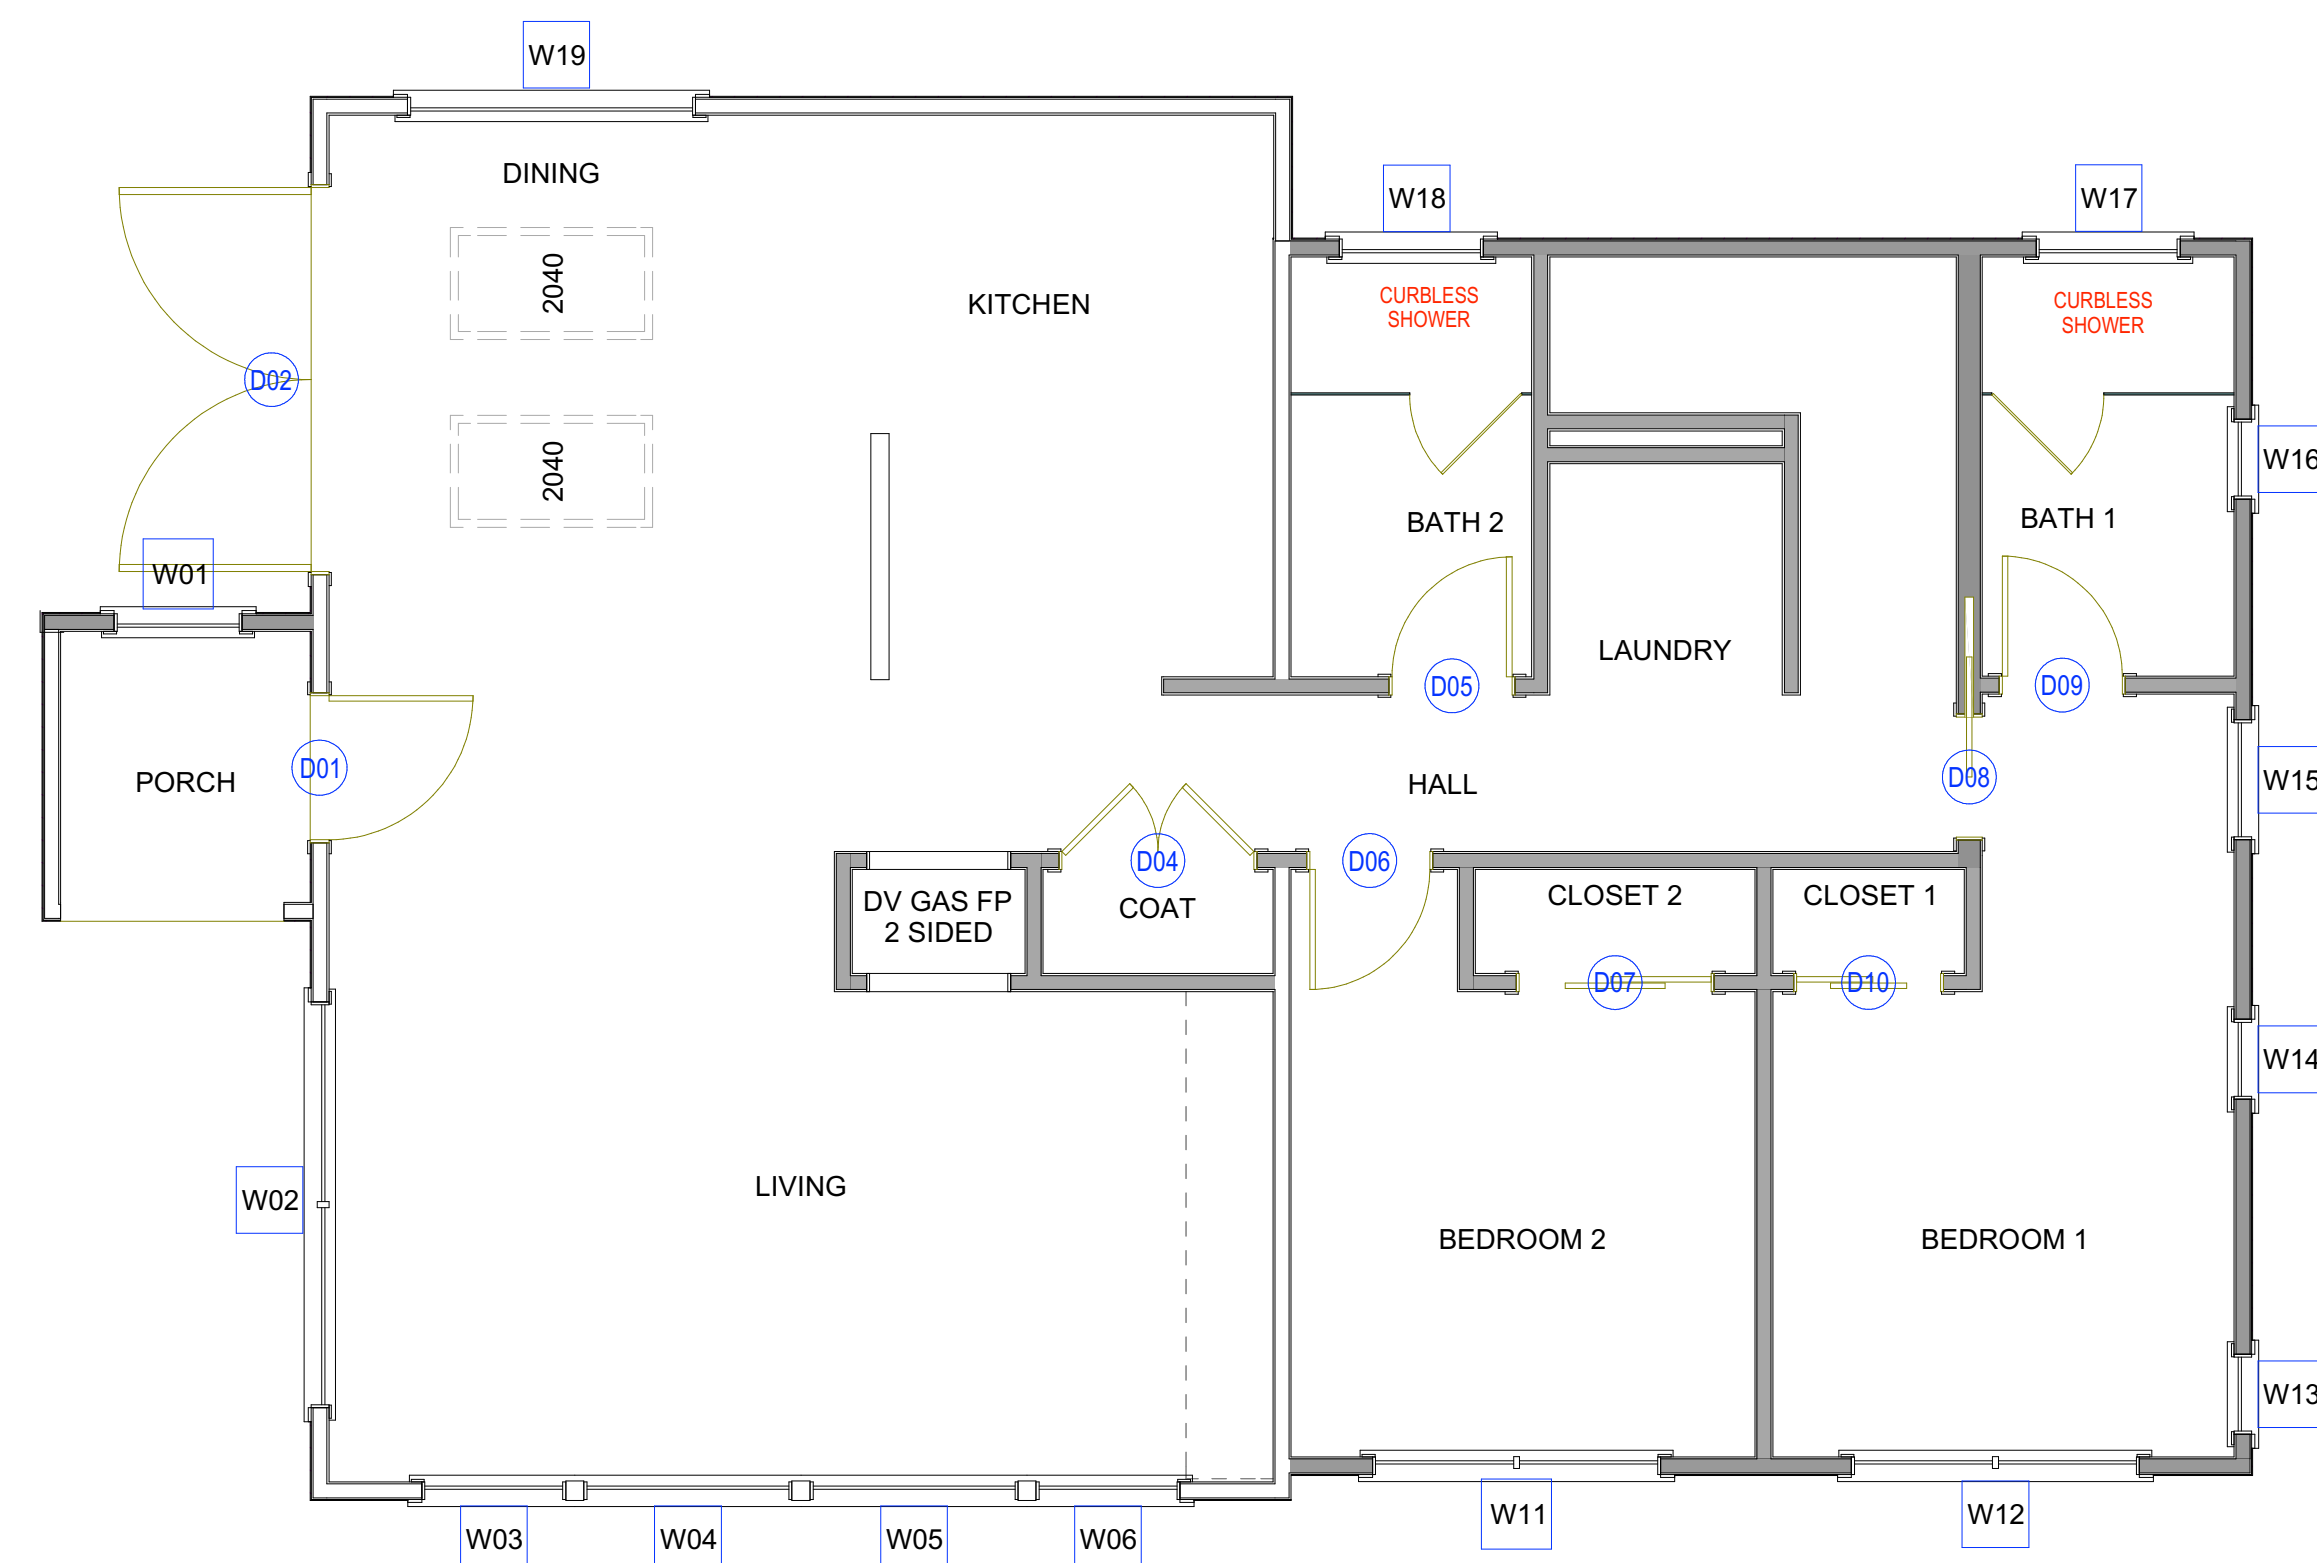 W19
DINING
W18
W17
2040
KITCHEN
CURBLESS
SHOWER
CURBLESS
SHOWER
D02
2040
W16
BATH 2
BATH 1
W01
LAUNDRY
D05
D09
PORCH
D01
HALL
D08
W15
D04
D06
DV GAS FP
2 SIDED
COAT
CLOSET 2
CLOSET 1
D07
D10
W14
W02
LIVING
BEDROOM 2
BEDROOM 1
W13
W03
W04
W05
W06
W11
W12